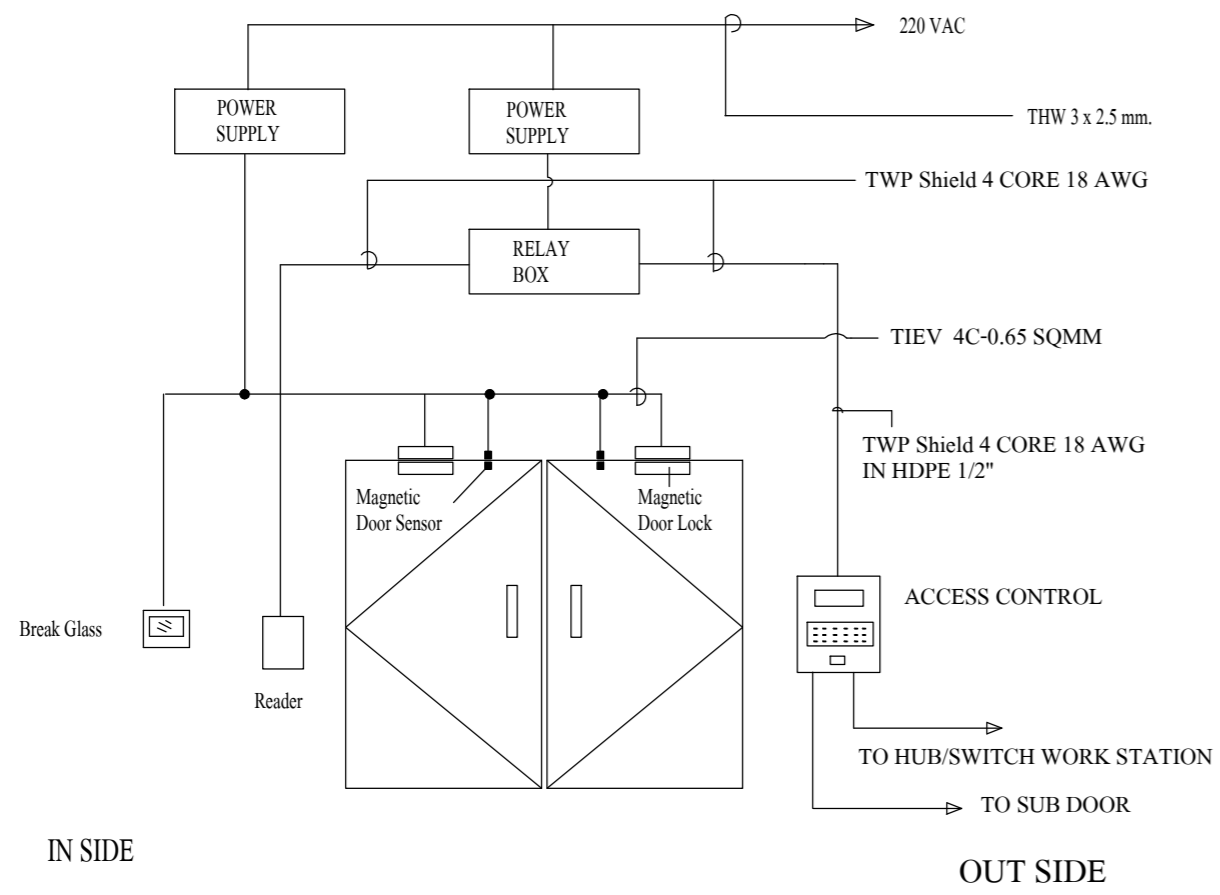 220 VAC
POWER
SUPPLY
POWER
SUPPLY
THW 3 x 2.5 mm.
TWP Shield 4 CORE 18 AWG
RELAY
BOX
TIEV 4C-0.65 SQMM
TWP Shield 4 CORE 18 AWG
IN HDPE 1/2"
Magnetic
Door Sensor
Magnetic
Door Lock
ACCESS CONTROL
Break Glass
Reader
TO HUB/SWITCH WORK STATION
TO SUB DOOR
IN SIDE
OUT SIDE